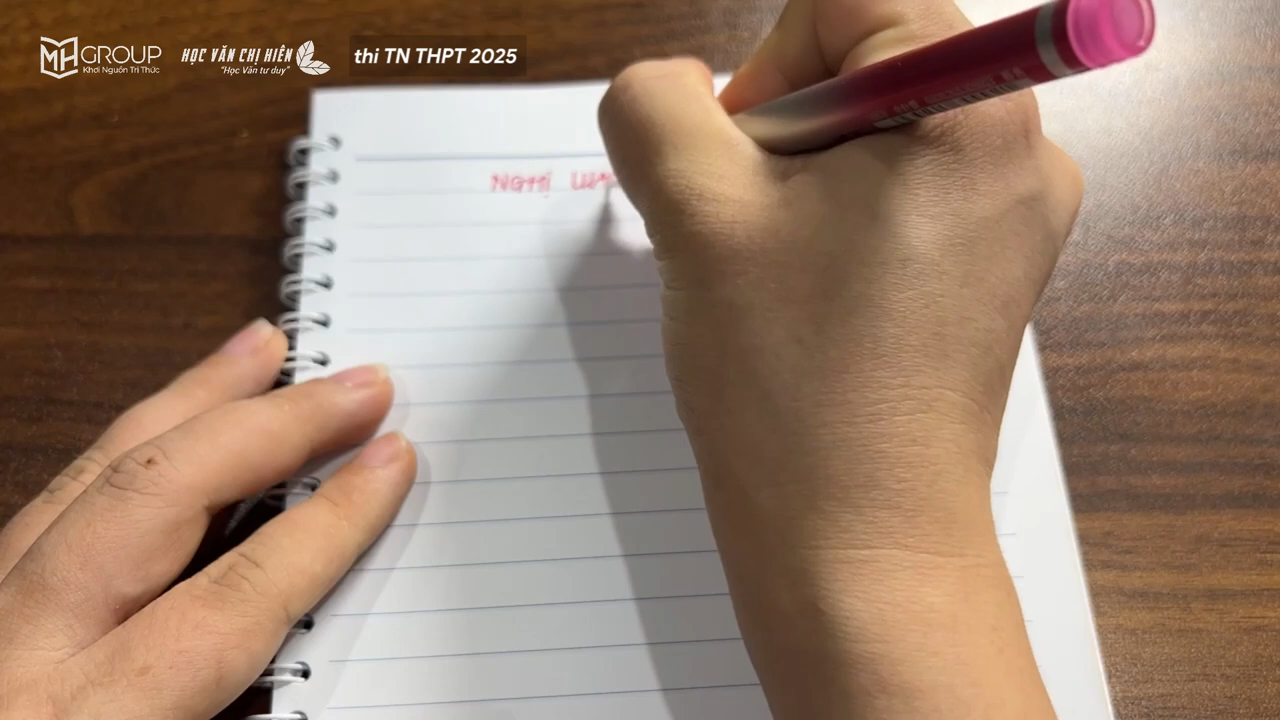 MH GROUP
Khơi Nguồn Tri Thức
HỌC VĂN CHỊ HIÊN
"Học Văn tư duy"
thi TN THPT 2025
NGHỊ